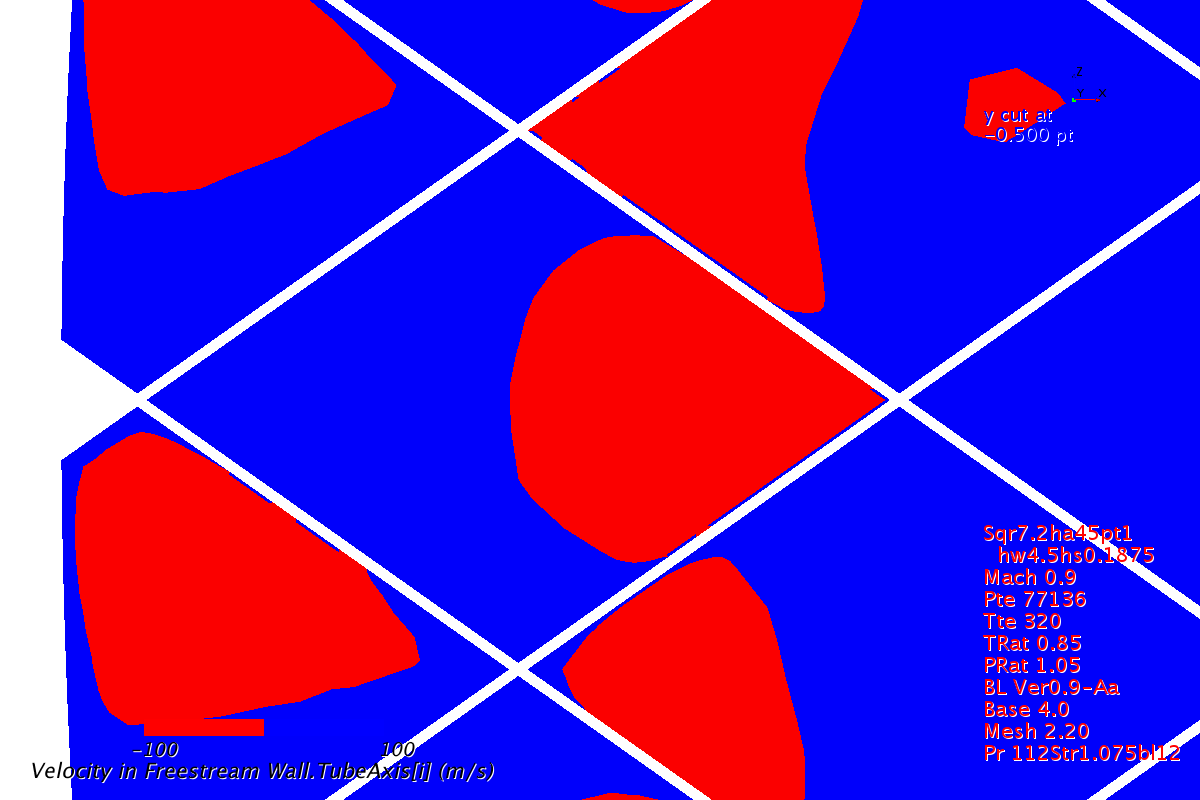 Z
Y X
y cut at
-0.500 pt
Sqr7.2ha45pt1
hw4.5hs0.1875
Mach 0.9
Pte 77136
Tte 320
TRat 0.85
PRat 1.05
BL Ver0.9-Aa
Base 4.0
Mesh 2.20
Pr 112Str1.075bl12
-100 100
Velocity in Freestream Wall.TubeAxis[i] (m/s)